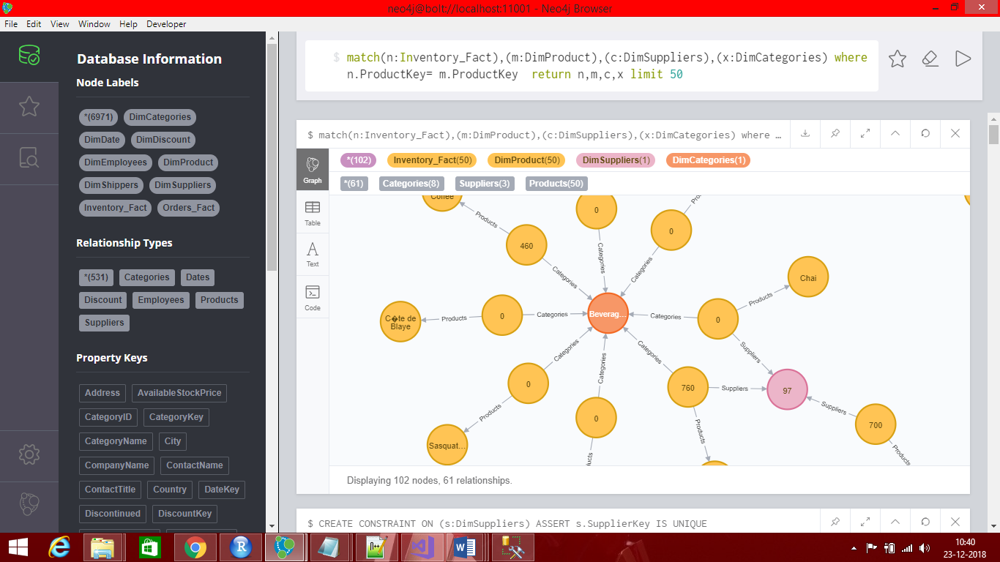 neo4j@bolt://localhost:11001 - Neo4j Browser
File Edit View Window Help Developer
Database Information
Node Labels
*(6971) DimCategories
DimDate DimDiscount
DimEmployees DimProduct
DimShippers DimSuppliers
Inventory_Fact Orders_Fact
Relationship Types
*(531) Categories Dates
Discount Employees Products
Suppliers
Property Keys
Address AvailableStockPrice
CategoryID CategoryKey
CategoryName City
CompanyName ContactName
ContactTitle Country DateKey
Discontinued DiscountKey
$ match(n:Inventory_Fact),(m:DimProduct),(c:DimSuppliers),(x:DimCategories) where
n.ProductKey= m.ProductKey return n,m,c,x limit 50
$ match(n:Inventory_Fact),(m:DimProduct),(c:DimSuppliers),(x:DimCategories) where …
Graph
Table
Text
Code
*(102) Inventory_Fact(50) DimProduct(50) DimSuppliers(1) DimCategories(1)
*(61) Categories(8) Suppliers(3) Products(50)
Coffee
Products
460
Categories
0
Categories
0
Categories
Pro
Chai
Products
0
Categories
Beverag…
Categories
0
Products
C�te de
Blaye
Suppliers
Categories
Categories
Categories
0
Products
Sasquat…
0
ucts
760
Suppliers
97
Suppliers
700
Products
Products
Displaying 102 nodes, 61 relationships.
$ CREATE CONSTRAINT ON (s:DimSuppliers) ASSERT s.SupplierKey IS UNIQUE
10:40
23-12-2018